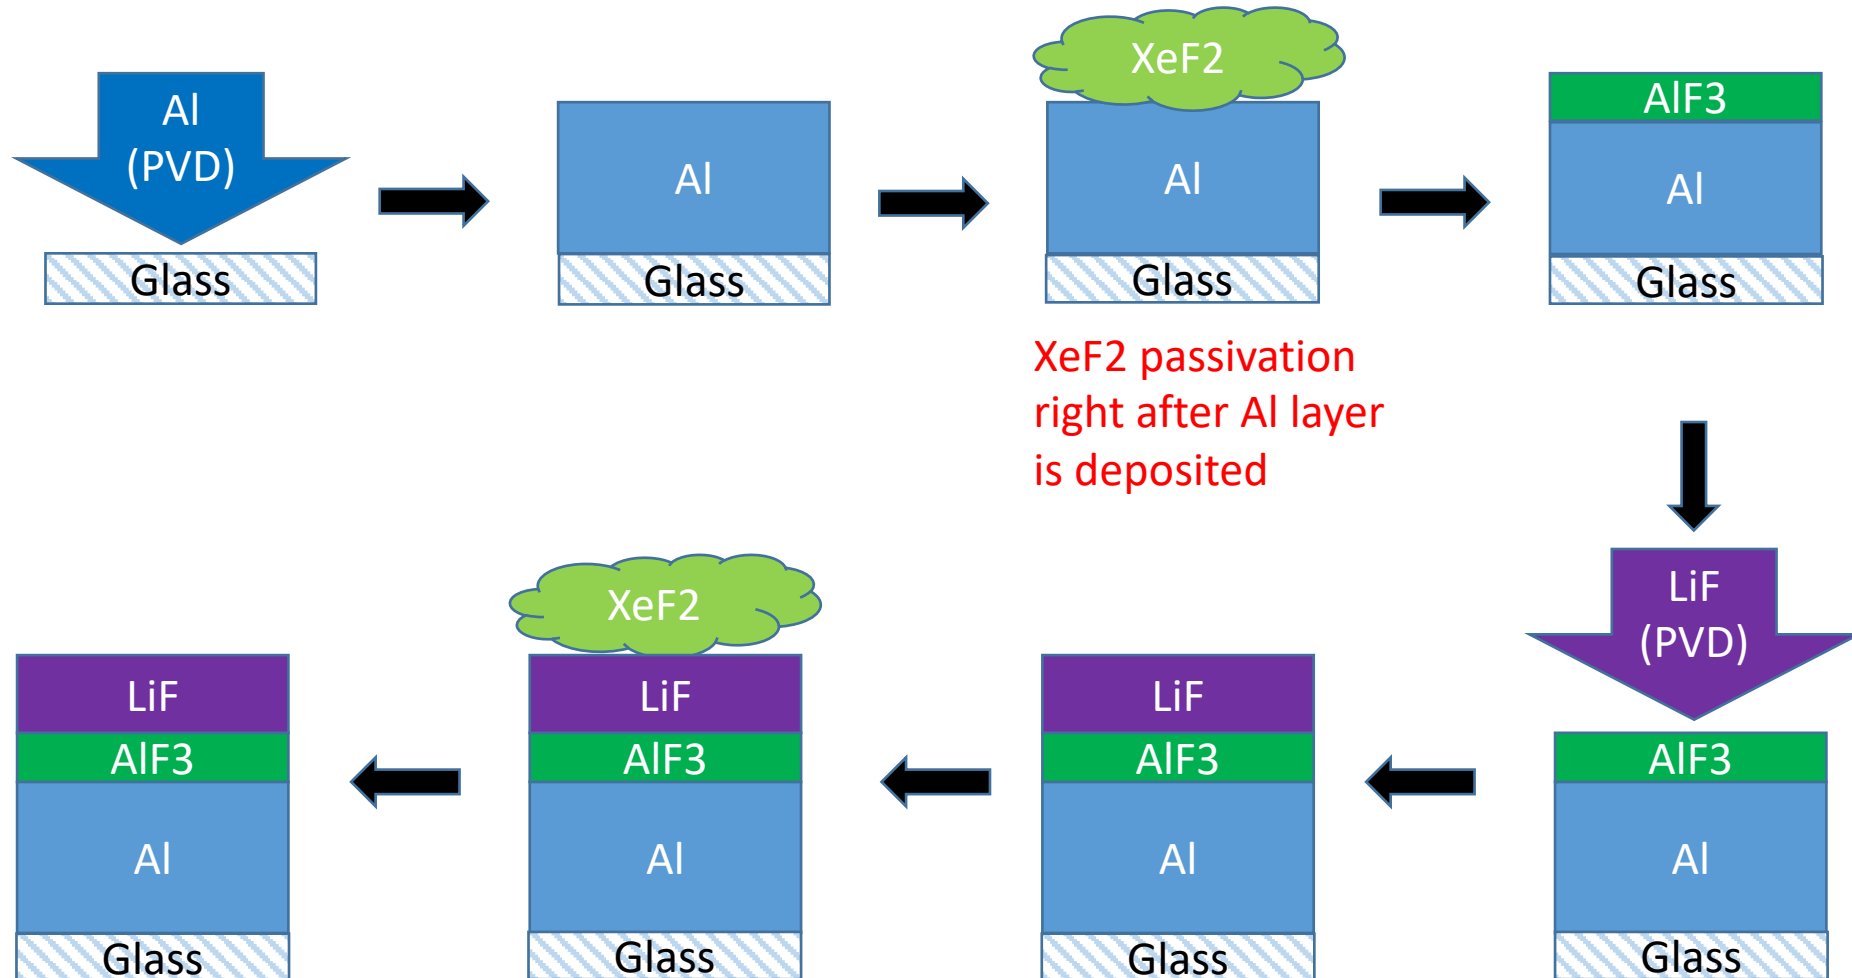 Al
(PVD)
Glass
Al
Glass
XeF2
Al
Glass
XeF2 passivation
right after Al layer
is deposited
AlF3
Al
Glass
LiF
(PVD)
AlF3
Al
Glass
LiF
AlF3
Al
Glass
XeF2
LiF
AlF3
Al
Glass
LiF
AlF3
Al
Glass